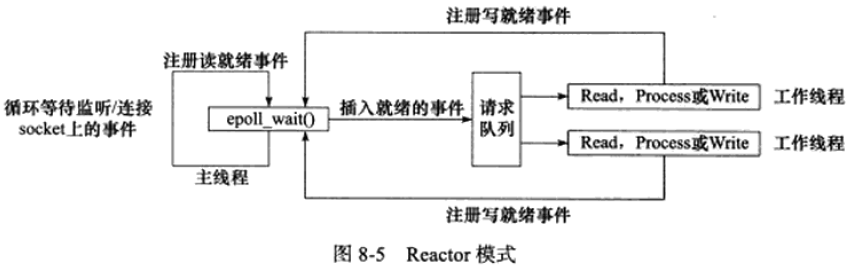 注册写就绪事件
注册读就绪事件
循环等待监听/连接
socket上的事件
epoll_wait()
插入就绪的事件
请求
队列
Read，Process或Write
工作线程
Read，Process或Write
工作线程
主线程
注册写就绪事件
图 8-5 Reactor 模式